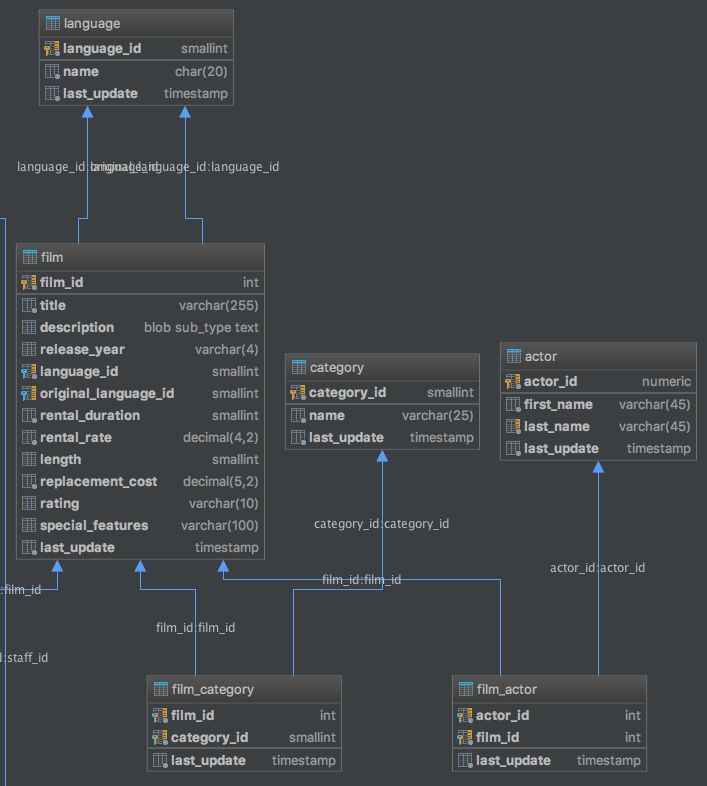 language
language_id smallint
name char(20)
last_update timestamp
language_id:language_id
original_language_id:language_id
film
film_id int
title varchar(255)
description blob sub_type text
release_year varchar(4)
language_id smallint
original_language_id smallint
rental_duration smallint
rental_rate decimal(4,2)
length smallint
replacement_cost decimal(5,2)
rating varchar(10)
special_features varchar(100)
last_update timestamp
category
category_id smallint
name varchar(25)
last_update timestamp
actor
actor_id numeric
first_name varchar(45)
last_name varchar(45)
last_update timestamp
category_id:category_id
:film_id
film_id:film_id
actor_id:actor_id
film_id:film_id
d:staff_id
film_category
film_id int
category_id smallint
last_update timestamp
film_actor
actor_id int
film_id int
last_update timestamp